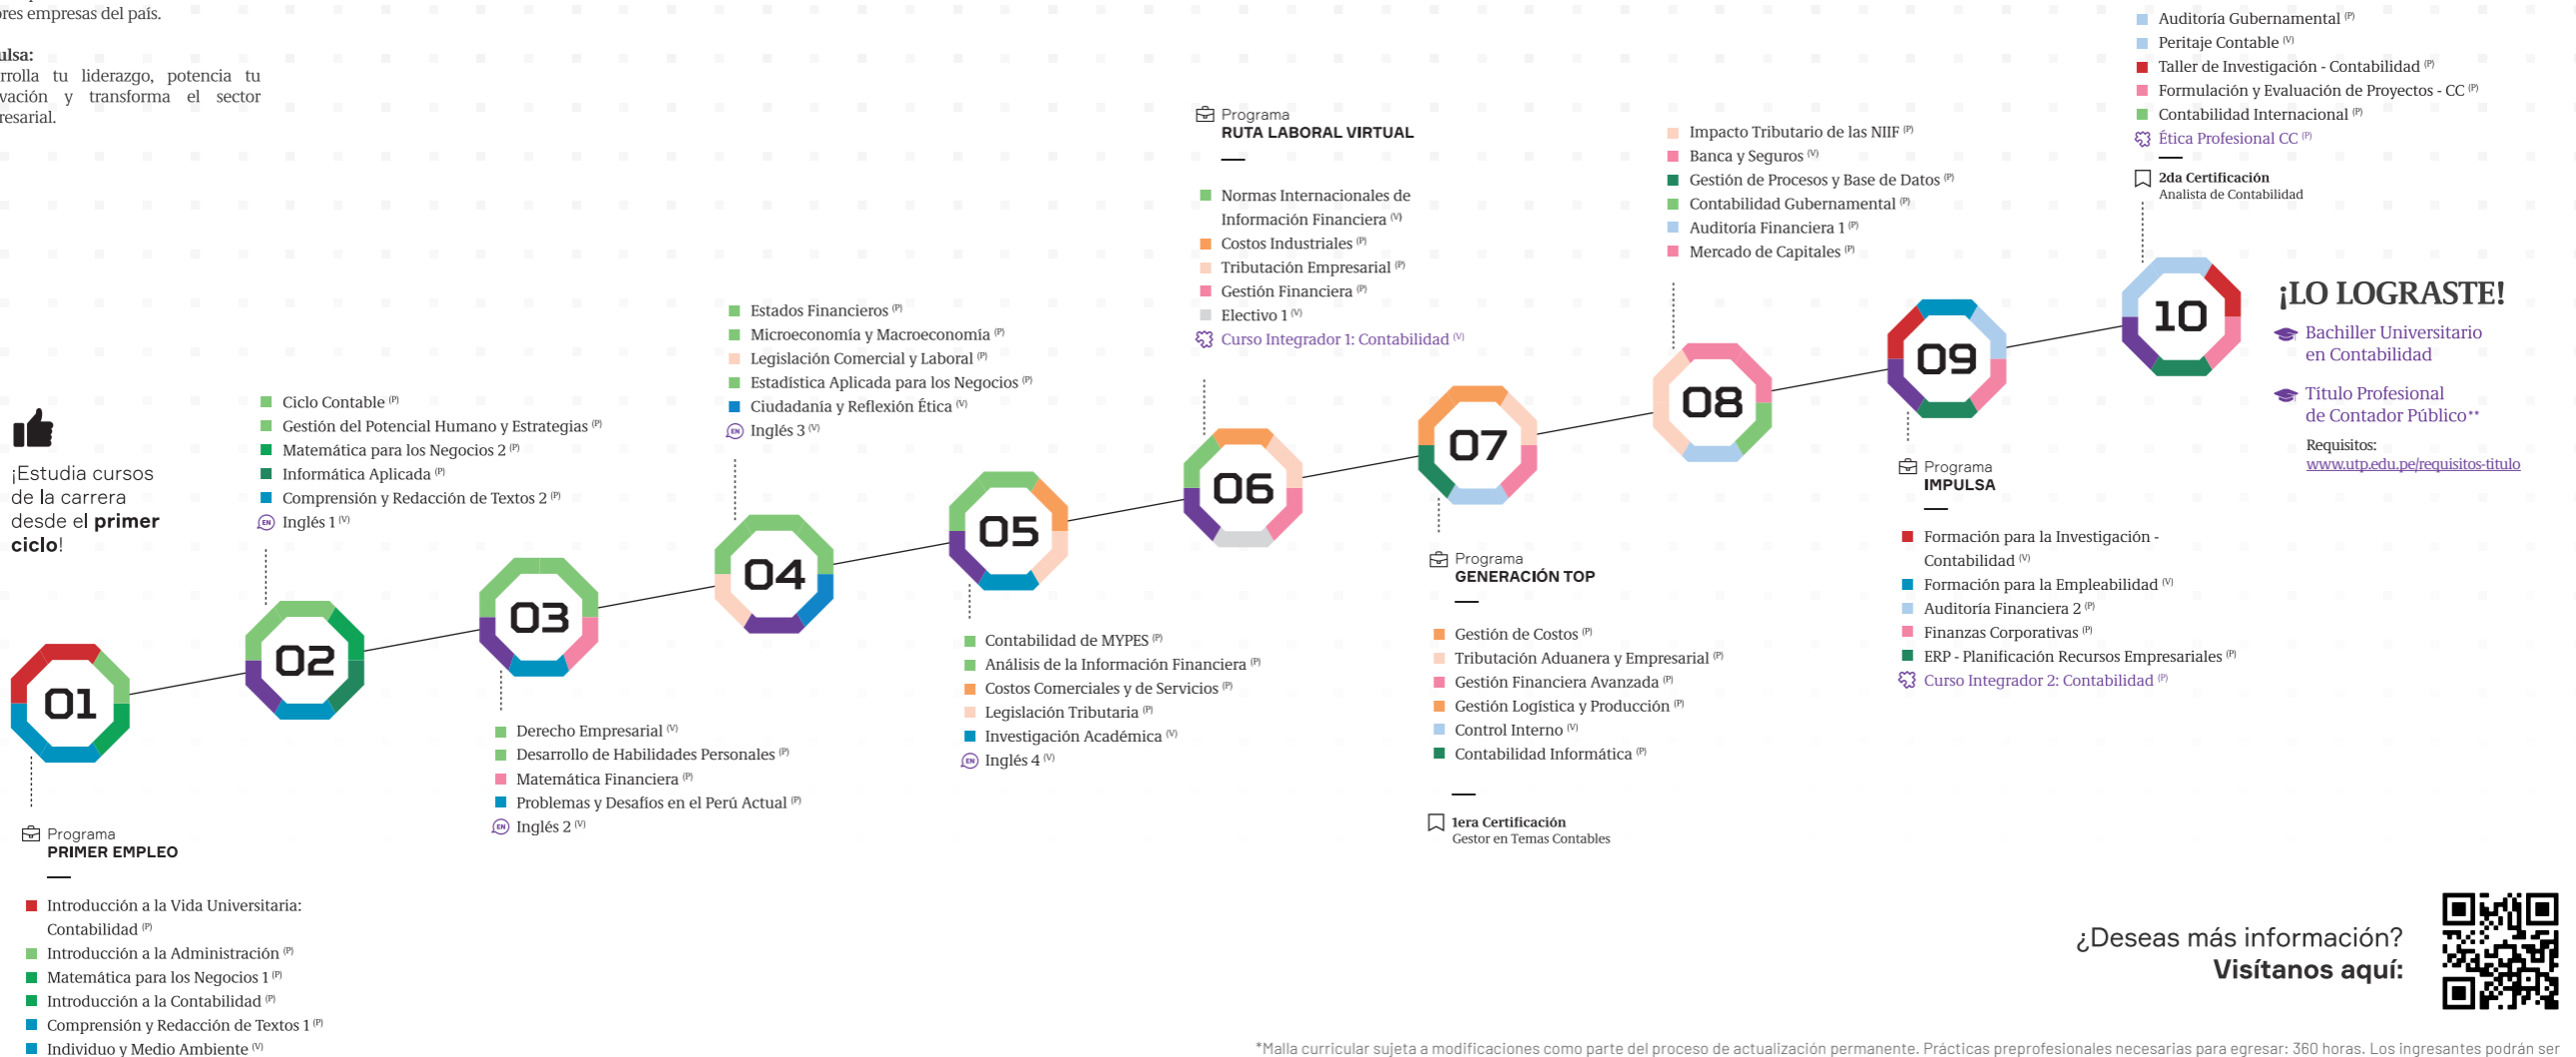 ores empresas del país.
ulsa:
rrolla tu liderazgo, potencia tu
vación y transforma el sector
resarial.
¡Estudia cursos
de la carrera
desde el primer
ciclo!
01
Programa
PRIMER EMPLEO
Introducción a la Vida Universitaria:
Contabilidad (P)
Introducción a la Administración (P)
Matemática para los Negocios 1 (P)
Introducción a la Contabilidad (P)
Comprensión y Redacción de Textos 1 (P)
Individuo y Medio Ambiente (V)
Ciclo Contable (P)
Gestión del Potencial Humano y Estrategias (P)
Matemática para los Negocios 2 (P)
Informática Aplicada (P)
Comprensión y Redacción de Textos 2 (P)
EN Inglés 1 (V)
02
03
Derecho Empresarial (V)
Desarrollo de Habilidades Personales (P)
Matemática Financiera (P)
Problemas y Desafíos en el Perú Actual (P)
EN Inglés 2 (V)
Estados Financieros (P)
Microeconomía y Macroeconomía (P)
Legislación Comercial y Laboral (P)
Estadística Aplicada para los Negocios (P)
Ciudadanía y Reflexión Ética (V)
EN Inglés 3 (V)
04
05
Contabilidad de MYPES (P)
Análisis de la Información Financiera (P)
Costos Comerciales y de Servicios (P)
Legislación Tributaria (P)
Investigación Académica (V)
EN Inglés 4 (V)
Programa
RUTA LABORAL VIRTUAL
Normas Internacionales de
Información Financiera (V)
Costos Industriales (P)
Tributación Empresarial (P)
Gestión Financiera (P)
Electivo 1 (V)
Curso Integrador 1: Contabilidad (V)
06
07
Programa
GENERACIÓN TOP
Gestión de Costos (P)
Tributación Aduanera y Empresarial (P)
Gestión Financiera Avanzada (P)
Gestión Logística y Producción (P)
Control Interno (V)
Contabilidad Informática (P)
1era Certificación
Gestor en Temas Contables
Impacto Tributario de las NIIF (P)
Banca y Seguros (V)
Gestión de Procesos y Base de Datos (P)
Contabilidad Gubernamental (P)
Auditoría Financiera 1 (P)
Mercado de Capitales (P)
08
09
Programa
IMPULSA
Formación para la Investigación -
Contabilidad (V)
Formación para la Empleabilidad (V)
Auditoría Financiera 2 (P)
Finanzas Corporativas (P)
ERP - Planificación Recursos Empresariales (P)
Curso Integrador 2: Contabilidad (P)
Auditoría Gubernamental (P)
Peritaje Contable (V)
Taller de Investigación - Contabilidad (P)
Formulación y Evaluación de Proyectos - CC (P)
Contabilidad Internacional (P)
Ética Profesional CC (P)
2da Certificación
Analista de Contabilidad
10
¡LO LOGRASTE!
Bachiller Universitario
en Contabilidad
Título Profesional
de Contador Público**
Requisitos:
www.utp.edu.pe/requisitos-titulo
¿Deseas más información?
Visítanos aquí:
*Malla curricular sujeta a modificaciones como parte del proceso de actualización permanente. Prácticas preprofesionales necesarias para egresar: 360 horas. Los ingresantes podrán ser